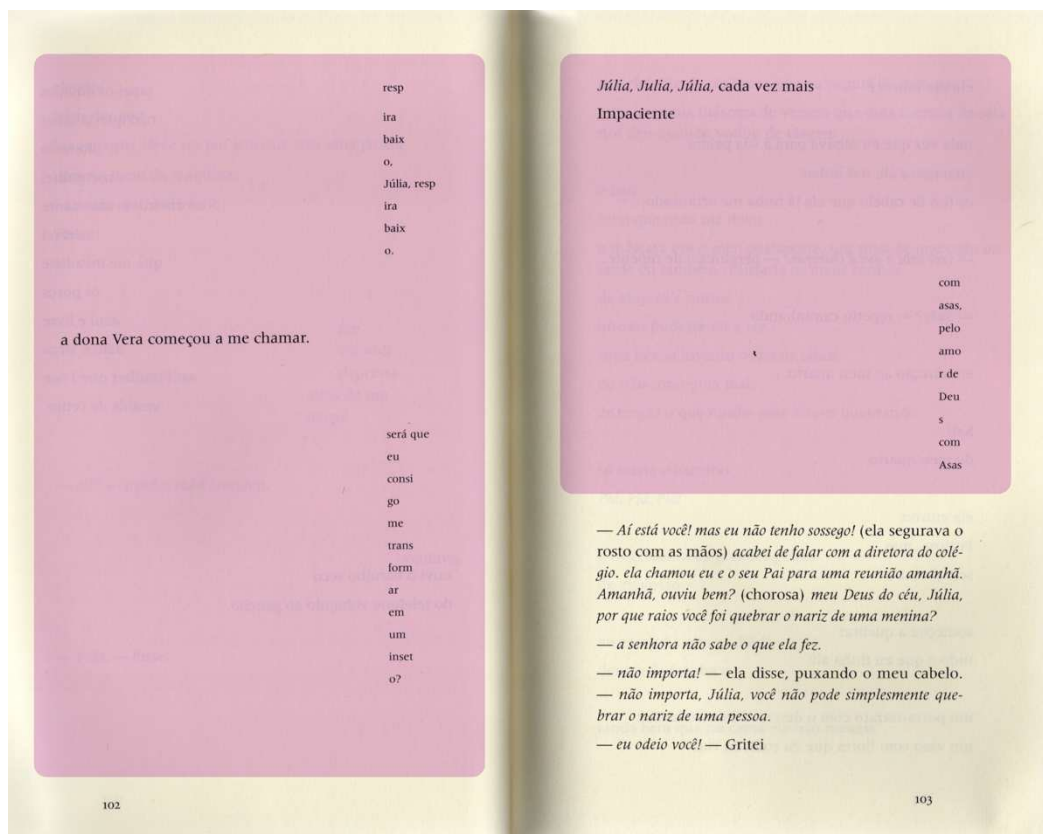 resp
ira
baix
o,
Júlia, resp
ira
baix
o.
a dona Vera começou a me chamar.
será que
eu
consi
go
me
trans
form
ar
em
um
inset
o?
102
Júlia, Julia, Júlia, cada vez mais
Impaciente
com
asas,
pelo
amo
r de
Deu
s
com
Asas
— Aí está você! mas eu não tenho sossego! (ela segurava o
rosto com as mãos) acabei de falar com a diretora do colé-
gio. ela chamou eu e o seu Pai para uma reunião amanhã.
Amanhã, ouviu bem? (chorosa) meu Deus do céu, Júlia,
por que raios você foi quebrar o nariz de uma menina?
— a senhora não sabe o que ela fez.
— não importa! — ela disse, puxando o meu cabelo.
— não importa, Júlia, você não pode simplesmente que-
brar o nariz de uma pessoa.
— eu odeio você! — Gritei
103